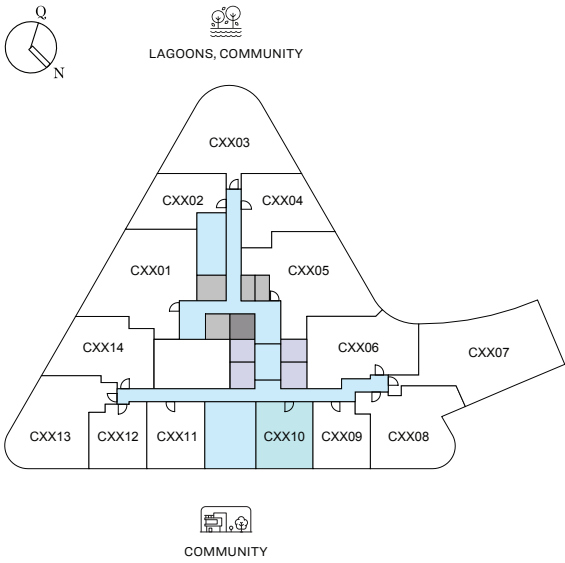 Q
N
LAGOONS, COMMUNITY
CXX03
CXX02
CXX04
CXX01
CXX05
CXX14
CXX06
CXX07
CXX13
CXX12
CXX11
CXX10
CXX09
CXX08
COMMUNITY